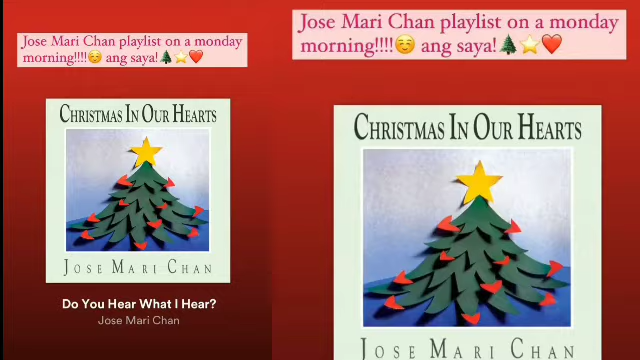 Jose Mari Chan playlist on a monday
morning!!!!☺️ ang saya!🌲⭐❤️
CHRISTMAS IN OUR HEARTS
JOSE MARI CHAN
Do You Hear What I Hear?
Jose Mari Chan
Jose Mari Chan playlist on a monday
morning!!!!☺️ ang saya!🌲⭐❤️
CHRISTMAS IN OUR HEARTS
JOSE MARI CHAN